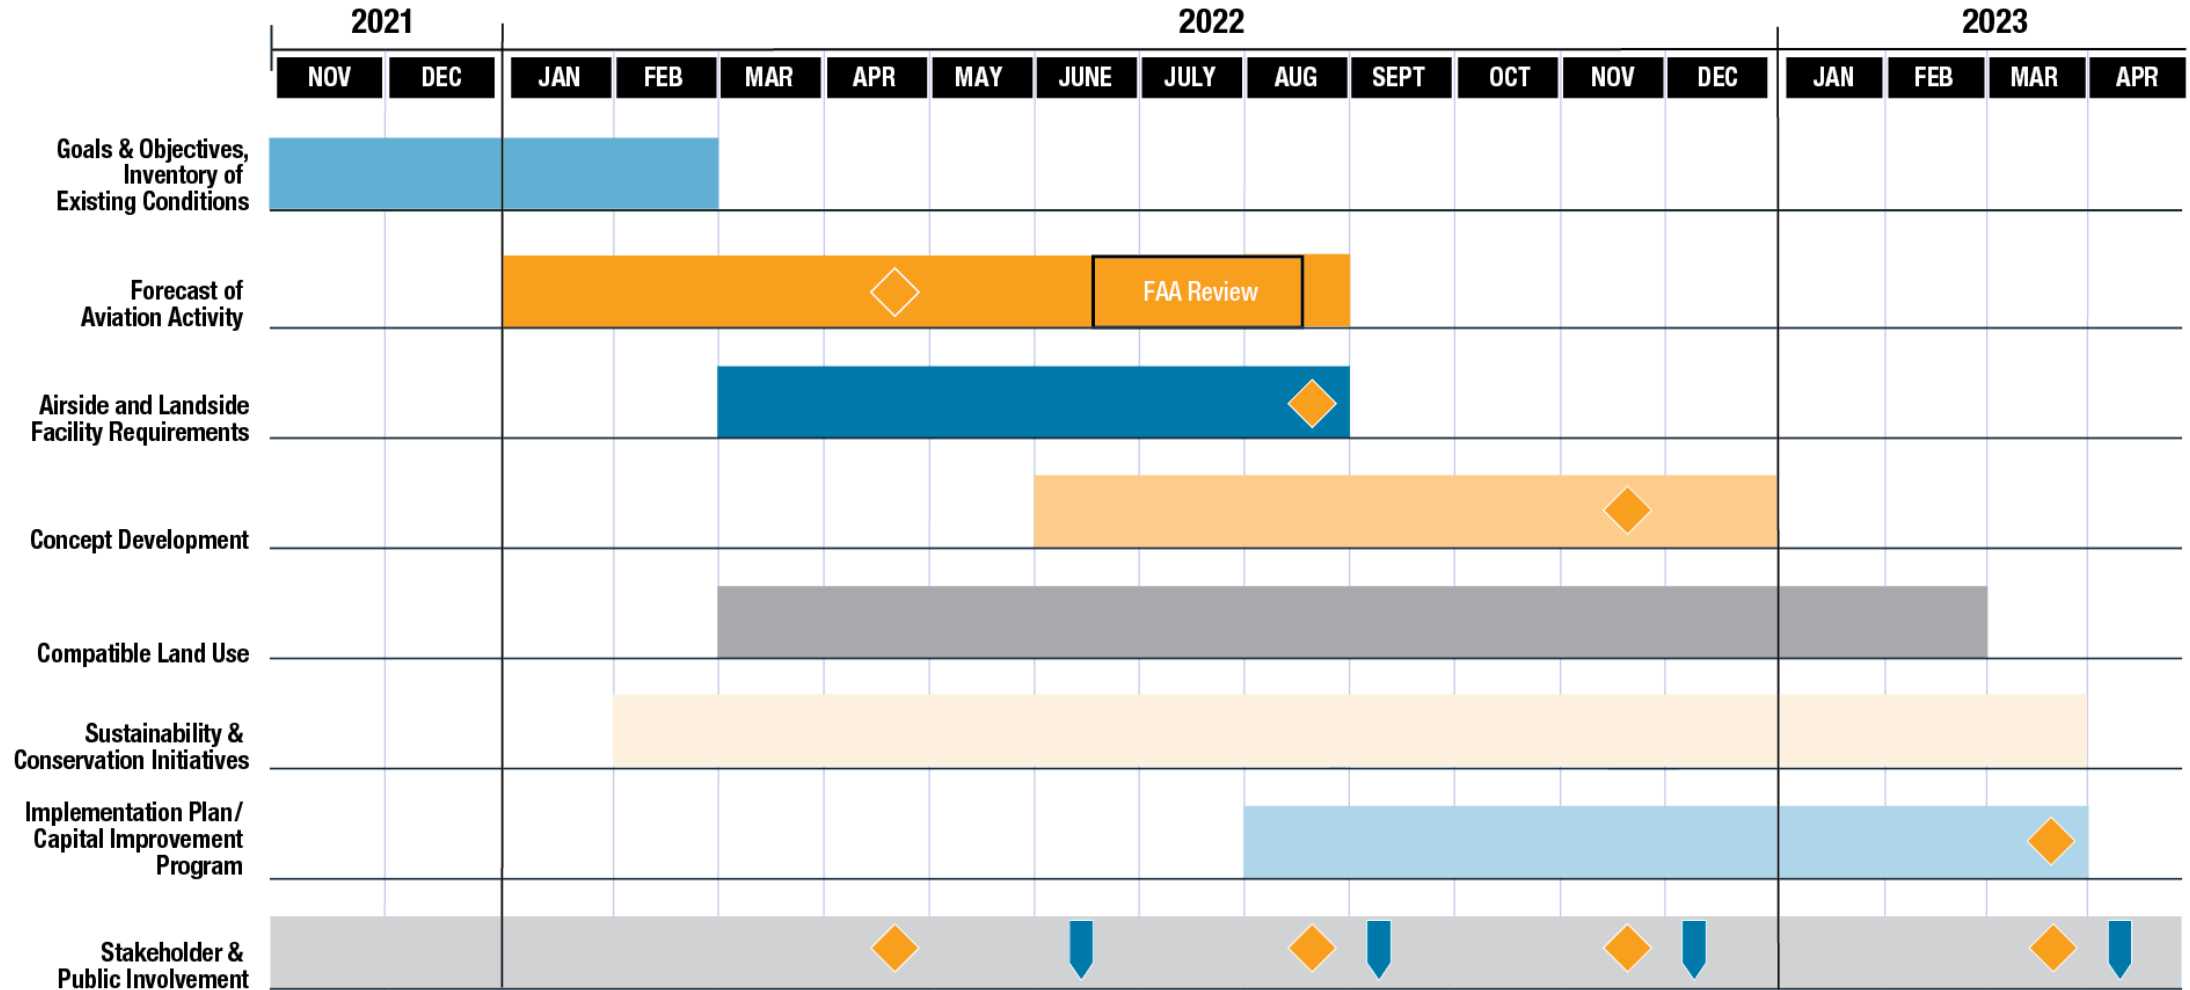 2021 2022 2023
NOV DEC JAN FEB MAR APR MAY JUNE JULY AUG SEPT OCT NOV DEC JAN FEB MAR APR
Goals & Objectives,
Inventory of
Existing Conditions
Forecast of
Aviation Activity
FAA Review
Airside and Landside
Facility Requirements
Concept Development
Compatible Land Use
Sustainability &
Conservation Initiatives
Implementation Plan/
Capital Improvement
Program
Stakeholder &
Public Involvement